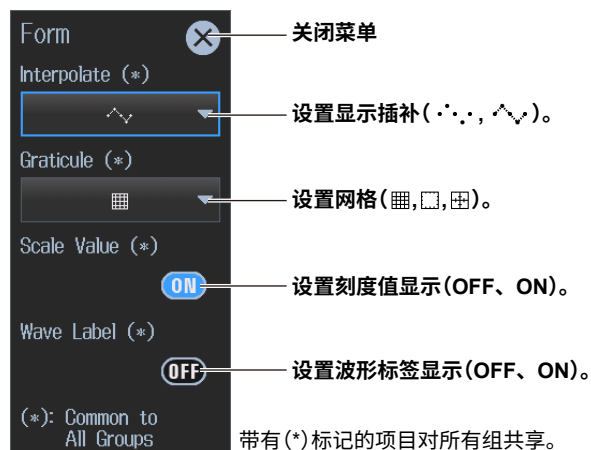 Form
关闭菜单
Interpolate (*)
设置显示插补( , )。
Graticule (*)
设置网格( , , )。
Scale Value (*)
ON
设置刻度值显示(OFF、ON)。
Wave Label (*)
OFF
设置波形标签显示(OFF、ON)。
(*): Common to
All Groups
带有(*)标记的项目对所有组共享。